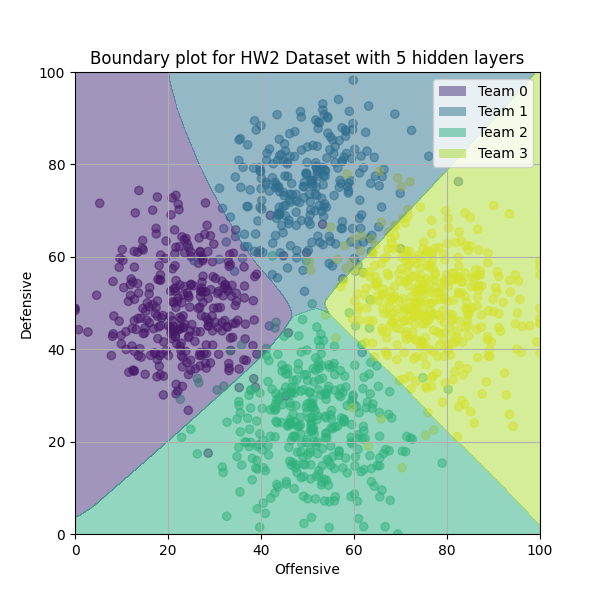 Boundary plot for HW2 Dataset with 5 hidden layers
Team 0
Team 1
Team 2
Team 3
Defensive
100
80
60
40
20
0
0 20 40 60 80 100
Offensive